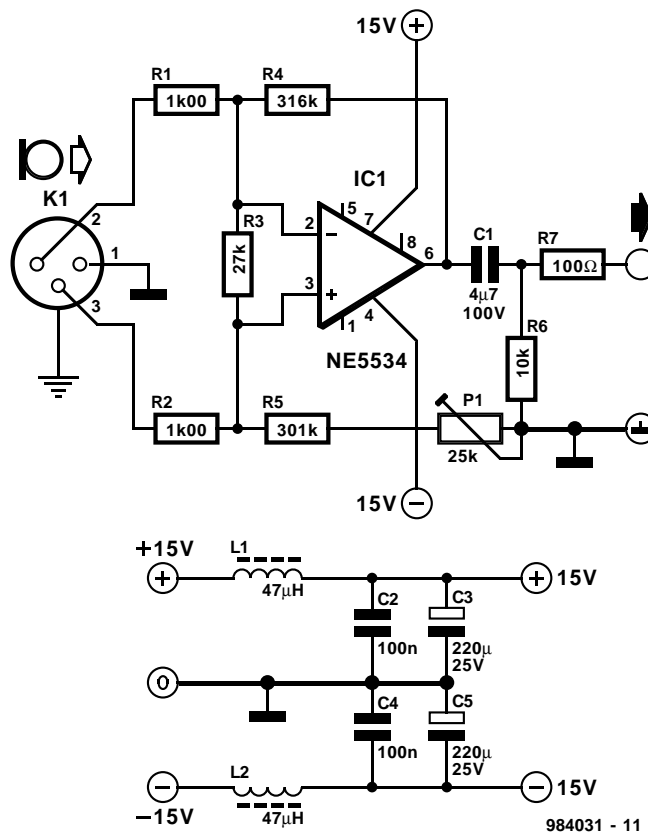 15V +
R1
R4
1k00
316k
IC1
K1
5
7
8
2
2
R3
–
6
C1
R7
1
27k
4µ7
100V
100Ω
3
3
+
4
R6
1
10k
NE5534
R2
R5
P1
1k00
301k
25k
15V –
+15V
L1
+
47µH
+ 15V
C2
C3
100n
220µ
25V
0
C4
C5
100n
220µ
25V
L2
–
– 15V
–15V
47µH
984031 - 11